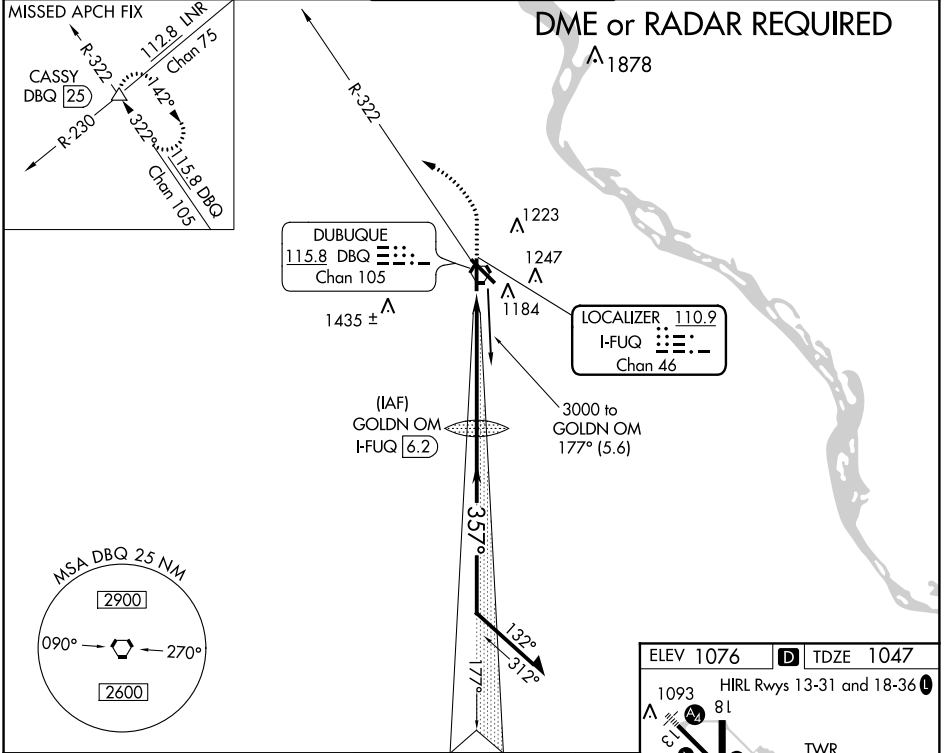 MISSED APCH FIX
R-322
112.8 LNR
Chan 75
CASSY
DBQ 25
142°
R-230
322°
115.8 DBQ
Chan 105
DME or RADAR REQUIRED
1878
R-322
1223
DUBUQUE
115.8 DBQ
Chan 105
1247
1184
1435 ±
LOCALIZER 110.9
I-FUQ
Chan 46
(IAF)
GOLDN OM
I-FUQ 6.2
3000 to
GOLDN OM
177° (5.6)
357°
MSA DBQ 25 NM
2900
090°
270°
2600
132°
312°
177°
ELEV 1076 D TDZE 1047
HIRL Rwys 13-31 and 18-36 L
1093
A4
18
13
TWR